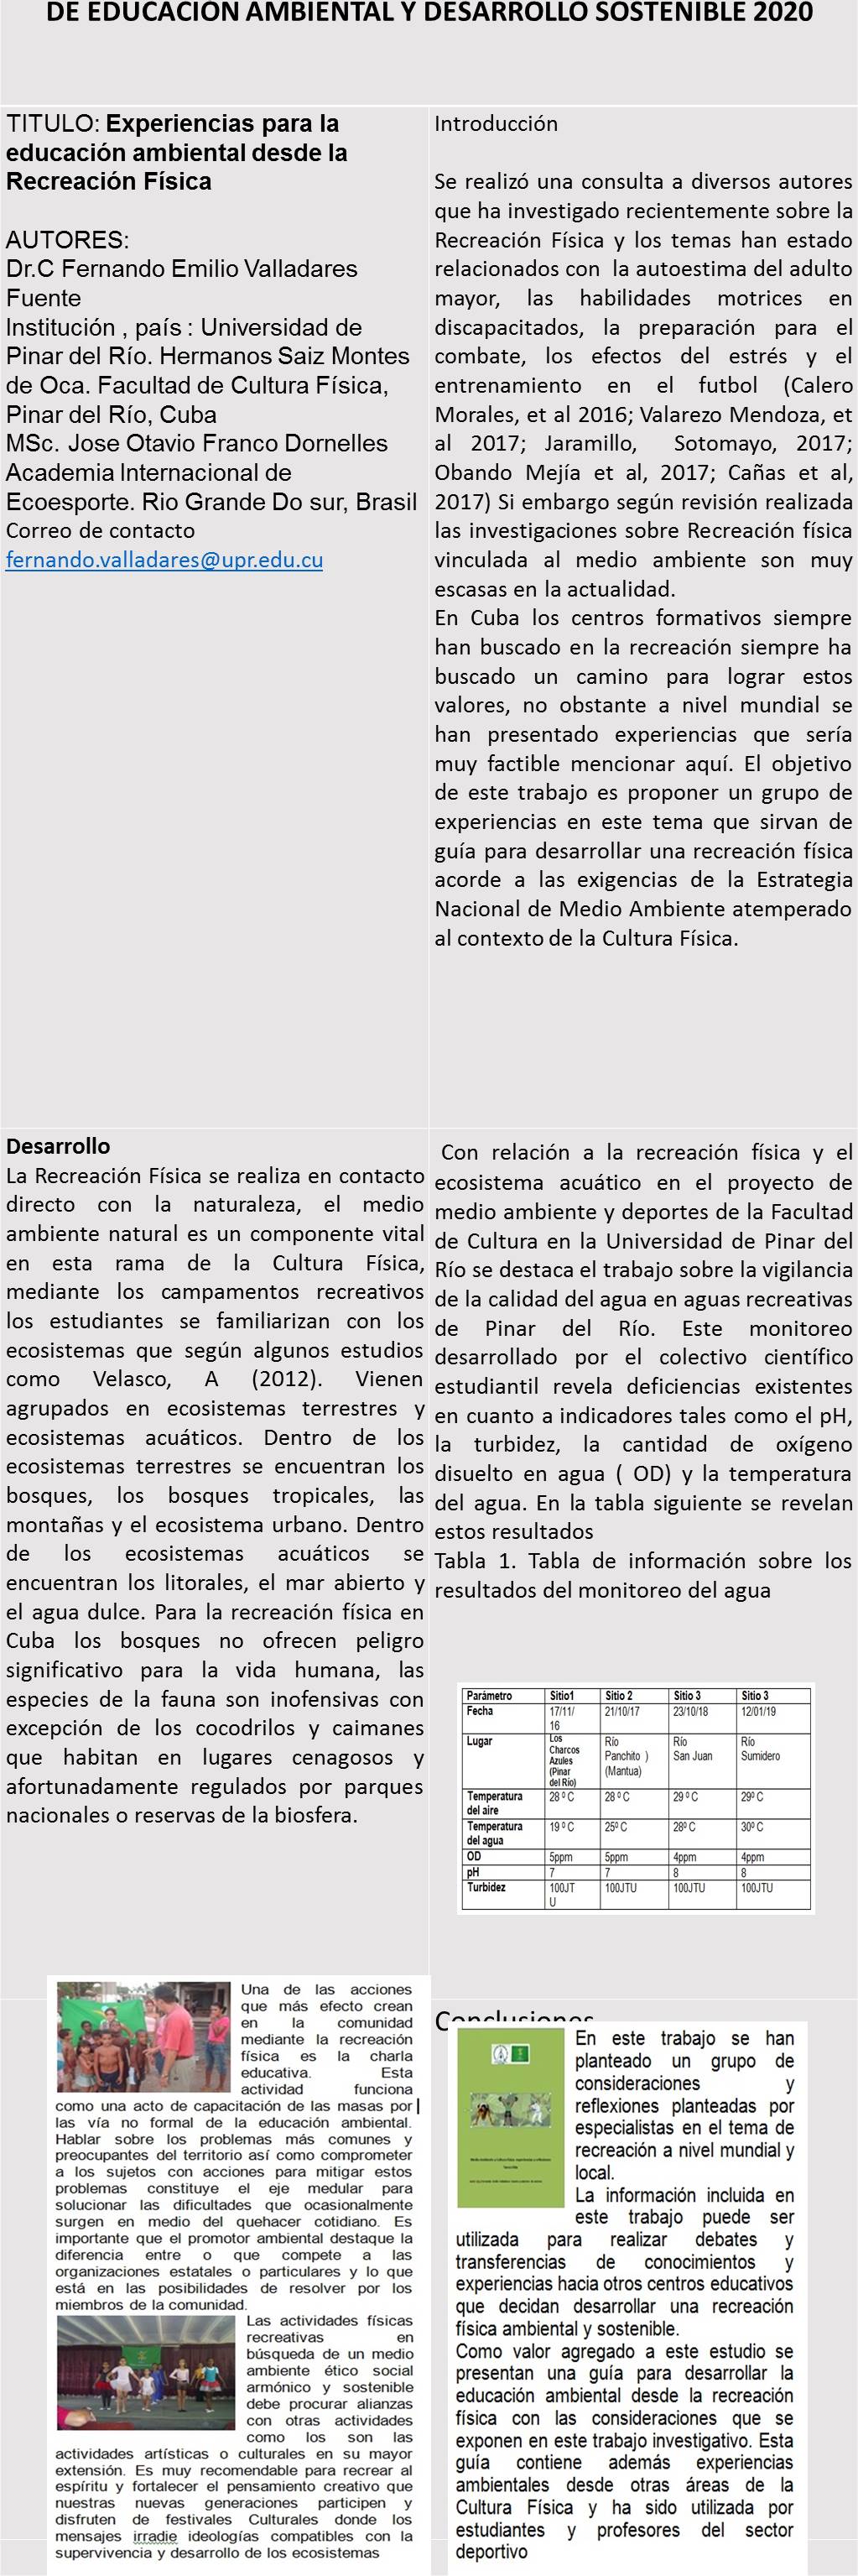 DE EDUCACIÓN AMBIENTAL Y DESARROLLO SOSTENIBLE 2020
TITULO: Experiencias para la
educación ambiental desde la
Recreación Física
AUTORES:
Dr.C Fernando Emilio Valladares
Fuente
Institución , país : Universidad de
Pinar del Río. Hermanos Saiz Montes
de Oca. Facultad de Cultura Física,
Pinar del Río, Cuba
MSc. Jose Otavio Franco Dornelles
Academia Internacional de
Ecoesporte. Rio Grande Do sur, Brasil
Correo de contacto
fernando.valladares@upr.edu.cu
Introducción
Se realizó una consulta a diversos autores
que ha investigado recientemente sobre la
Recreación Física y los temas han estado
relacionados con la autoestima del adulto
mayor, las habilidades motrices en
discapacitados, la preparación para el
combate, los efectos del estrés y el
entrenamiento en el futbol (Calero
Morales, et al 2016; Valarezo Mendoza, et
al 2017; Jaramillo, Sotomayo, 2017;
Obando Mejía et al, 2017; Cañas et al,
2017) Si embargo según revisión realizada
las investigaciones sobre Recreación física
vinculada al medio ambiente son muy
escasas en la actualidad.
En Cuba los centros formativos siempre
han buscado en la recreación siempre ha
buscado un camino para lograr estos
valores, no obstante a nivel mundial se
han presentado experiencias que sería
muy factible mencionar aquí. El objetivo
de este trabajo es proponer un grupo de
experiencias en este tema que sirvan de
guía para desarrollar una recreación física
acorde a las exigencias de la Estrategia
Nacional de Medio Ambiente atemperado
al contexto de la Cultura Física.
Desarrollo
La Recreación Física se realiza en contacto
directo con la naturaleza, el medio
ambiente natural es un componente vital
en esta rama de la Cultura Física,
mediante los campamentos recreativos
los estudiantes se familiarizan con los
ecosistemas que según algunos estudios
como Velasco, A (2012). Vienen
agrupados en ecosistemas terrestres y
ecosistemas acuáticos. Dentro de los
ecosistemas terrestres se encuentran los
bosques, los bosques tropicales, las
montañas y el ecosistema urbano. Dentro
de los ecosistemas acuáticos se
encuentran los litorales, el mar abierto y
el agua dulce. Para la recreación física en
Cuba los bosques no ofrecen peligro
significativo para la vida humana, las
especies de la fauna son inofensivas con
excepción de los cocodrilos y caimanes
que habitan en lugares cenagosos y
afortunadamente regulados por parques
nacionales o reservas de la biosfera.
Con relación a la recreación física y el
ecosistema acuático en el proyecto de
medio ambiente y deportes de la Facultad
de Cultura en la Universidad de Pinar del
Río se destaca el trabajo sobre la vigilancia
de la calidad del agua en aguas recreativas
de Pinar del Río. Este monitoreo
desarrollado por el colectivo científico
estudiantil revela deficiencias existentes
en cuanto a indicadores tales como el pH,
la turbidez, la cantidad de oxígeno
disuelto en agua ( OD) y la temperatura
del agua. En la tabla siguiente se revelan
estos resultados
Tabla 1. Tabla de información sobre los
resultados del monitoreo del agua
Parámetro Sitio1 Sitio 2 Sitio 3 Sitio 3
Fecha 17/11/ 21/10/17 23/10/18 12/01/19
16
Lugar Los Río Río Río
Charcos Panchito ) San Juan Sumidero
Azules (Mantua)
(Pinar
del Río)
Temperatura 28 º C 28 º C 29 º C 29º C
del aire
Temperatura 19 º C 25º C 28º C 30º C
del agua
OD 5ppm 5ppm 4ppm 4ppm
pH 7 7 8 8
Turbidez 100JT 100JTU 100JTU 100JTU
U
Una de las acciones
que más efecto crean
en la comunidad
mediante la recreación
física es la charla
educativa. Esta
actividad funciona
como una acto de capacitación de las masas por
las vía no formal de la educación ambiental.
Hablar sobre los problemas más comunes y
preocupantes del territorio así como comprometer
a los sujetos con acciones para mitigar estos
problemas constituye el eje medular para
solucionar las dificultades que ocasionalmente
surgen en medio del quehacer cotidiano. Es
importante que el promotor ambiental destaque la
diferencia entre o que compete a las
organizaciones estatales o particulares y lo que
está en las posibilidades de resolver por los
miembros de la comunidad.
Las actividades físicas
recreativas en
búsqueda de un medio
ambiente ético social
armónico y sostenible
debe procurar alianzas
con otras actividades
como los son las
actividades artísticas o culturales en su mayor
extensión. Es muy recomendable para recrear al
espíritu y fortalecer el pensamiento creativo que
nuestras nuevas generaciones participen y
disfruten de festivales Culturales donde los
mensajes irradie ideologías compatibles con la
supervivencia y desarrollo de los ecosistemas
Conclusiones
En este trabajo se han
planteado un grupo de
consideraciones y
reflexiones planteadas por
especialistas en el tema de
recreación a nivel mundial y
local.
La información incluida en
este trabajo puede ser
utilizada para realizar debates y
transferencias de conocimientos y
experiencias hacia otros centros educativos
que decidan desarrollar una recreación
física ambiental y sostenible.
Como valor agregado a este estudio se
presentan una guía para desarrollar la
educación ambiental desde la recreación
física con las consideraciones que se
exponen en este trabajo investigativo. Esta
guía contiene además experiencias
ambientales desde otras áreas de la
Cultura Física y ha sido utilizada por
estudiantes y profesores del sector
deportivo